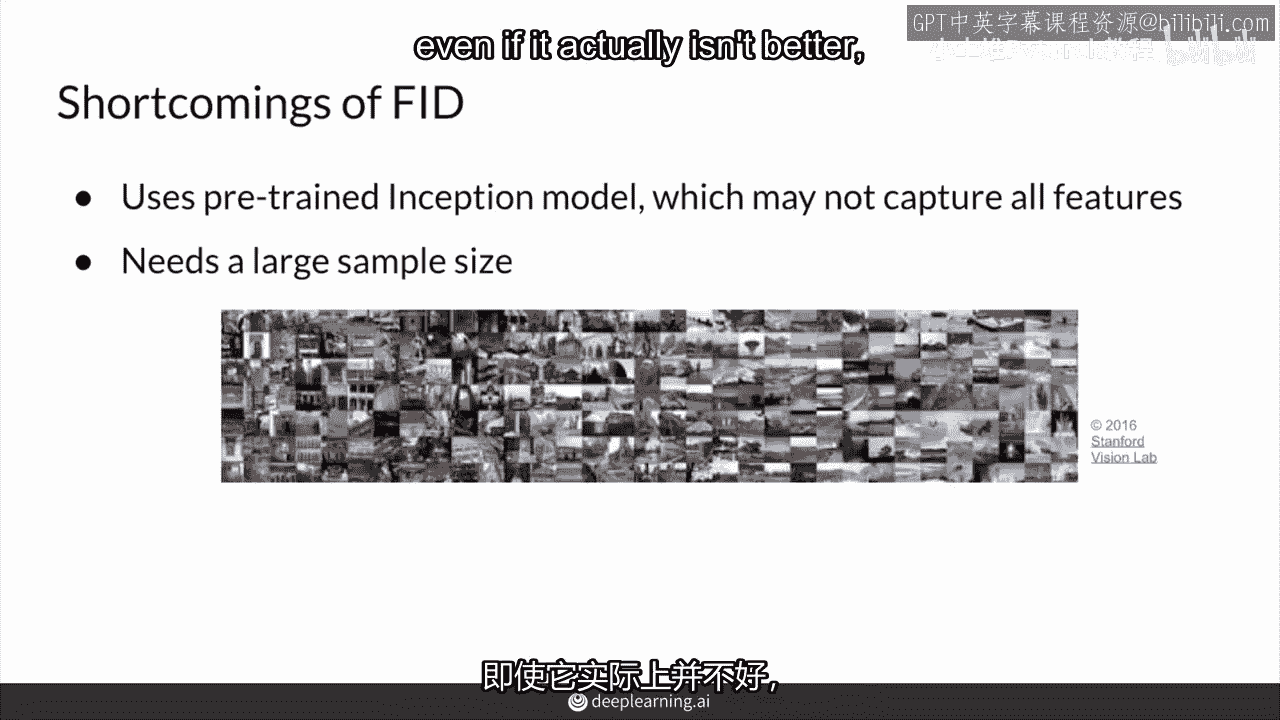 GPT中英字幕课程资源@bilibili.com
even if it actually isn't better,
Shortcomings of FID
● Uses pre-trained Inception model, which may not capture all features
● Needs a large sample size
© 2016
Stanford
Vision Lab
即使它实际上并不好,
deeplearning.ai